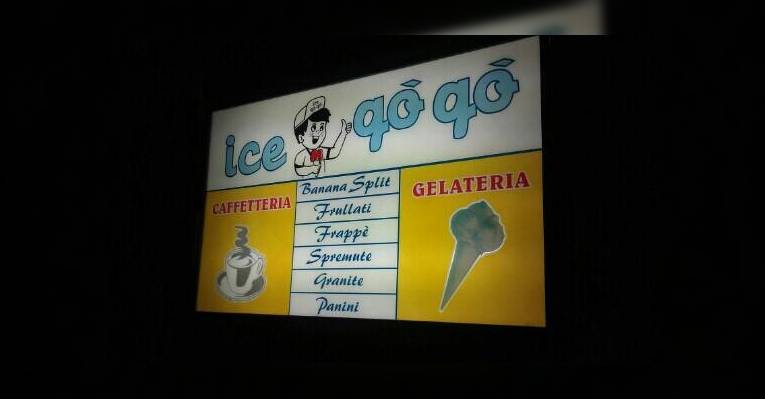 ice qò qò
CAFFETTERIA
Banana Split
Frullati
Frappè
Spremute
Granite
Panini
GELATERIA